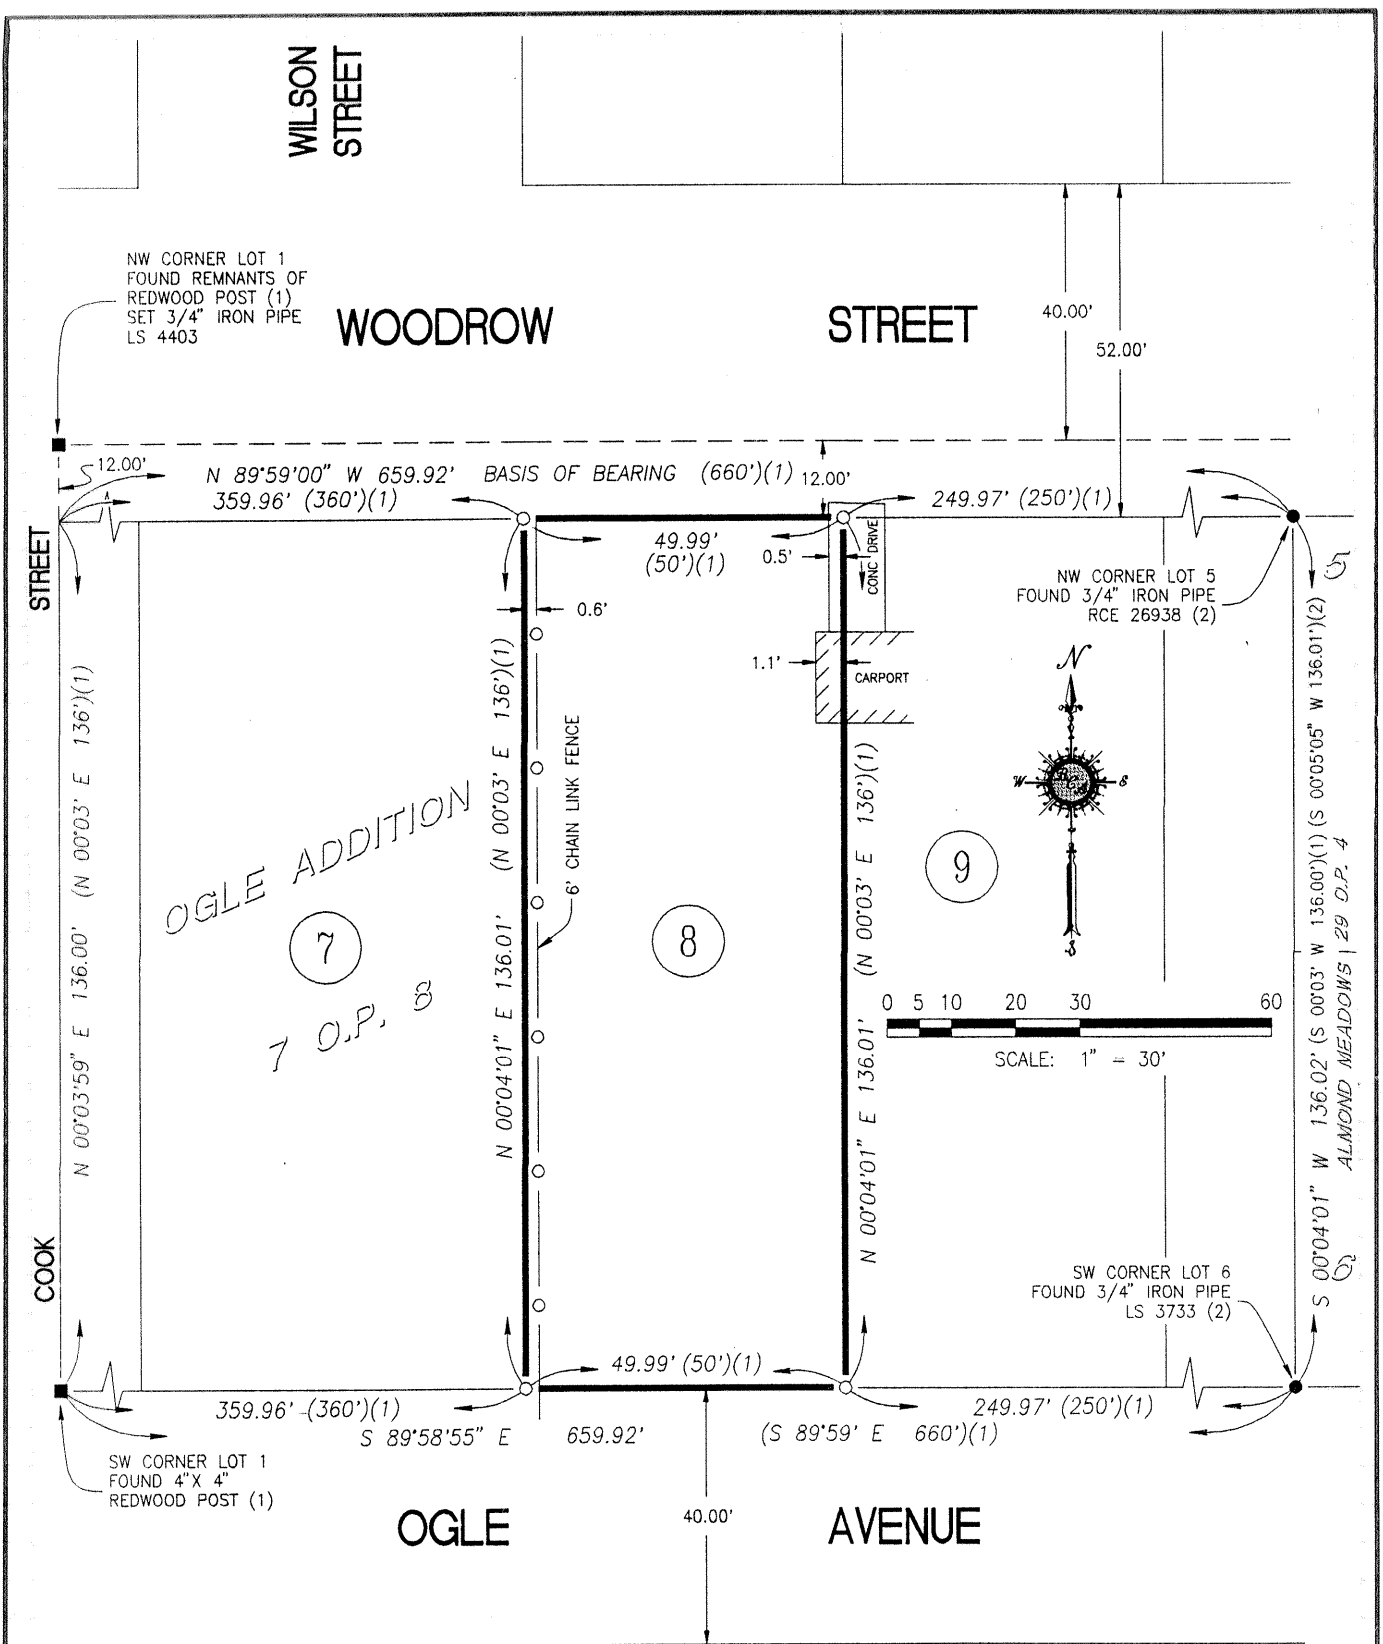 WILSON
STREET
NW CORNER LOT 1
FOUND REMNANTS OF
REDWOOD POST (1)
SET 3/4" IRON PIPE
LS 4403
WOODROW STREET
40.00'
52.00'
12.00'
N 89°59'00" W 659.92' BASIS OF BEARING (660')(1)
12.00'
359.96' (360')(1)
249.97' (250')(1)
49.99'
(50')(1)
0.5'
CONC DRIVE
0.6'
NW CORNER LOT 5
FOUND 3/4" IRON PIPE
RCE 26938 (2)
5
1.1'
CARPORT
N
W
E
S
COOK STREET
N 00°03'59" E 136.00' (N 00°03' E 136')(1)
OGLE ADDITION
7
7 O.P. 8
N 00°04'01" E 136.01' (N 00°03' E 136')(1)
6' CHAIN LINK FENCE
8
N 00°04'01" E 136.01' (N 00°03' E 136')(1)
9
0 5 10 20 30 60
SCALE: 1" = 30'
S 00°04'01" W 136.02' (S 00°03' W 136.00')(1) (S 00°05'05" W 136.01')(2)
ALMOND MEADOWS 29 O.P. 4
6
SW CORNER LOT 6
FOUND 3/4" IRON PIPE
LS 3733 (2)
49.99' (50')(1)
359.96' (360')(1)
249.97' (250')(1)
S 89°58'55" E 659.92' (S 89°59' E 660')(1)
SW CORNER LOT 1
FOUND 4"X 4"
REDWOOD POST (1)
OGLE AVENUE
40.00'